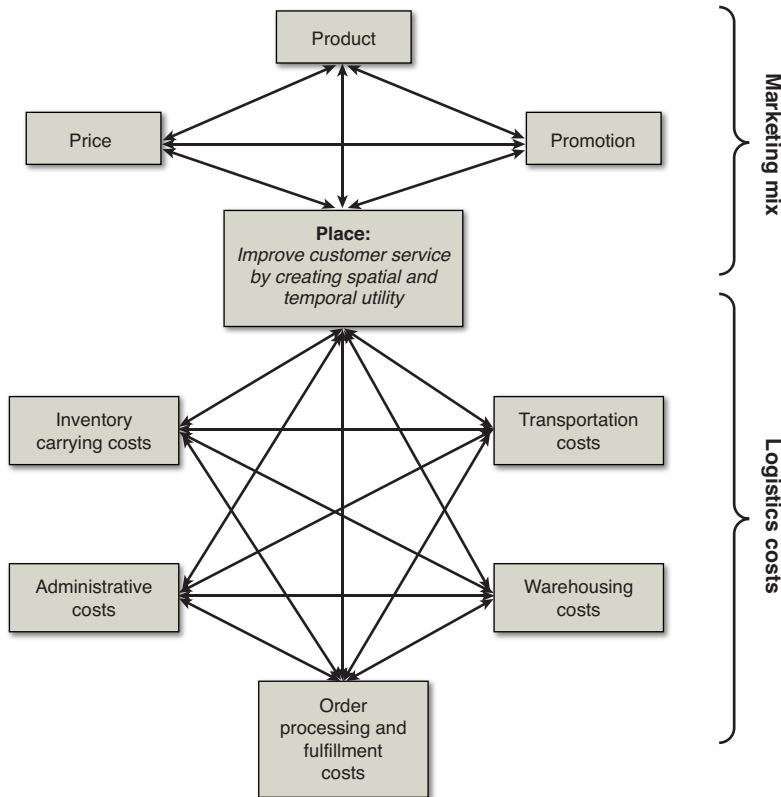 Product
Price
Promotion
Place:
Improve customer service
by creating spatial and
temporal utility
Marketing mix
Inventory
carrying costs
Transportation
costs
Administrative
costs
Warehousing
costs
Order
processing and
fulfillment
costs
Logistics costs